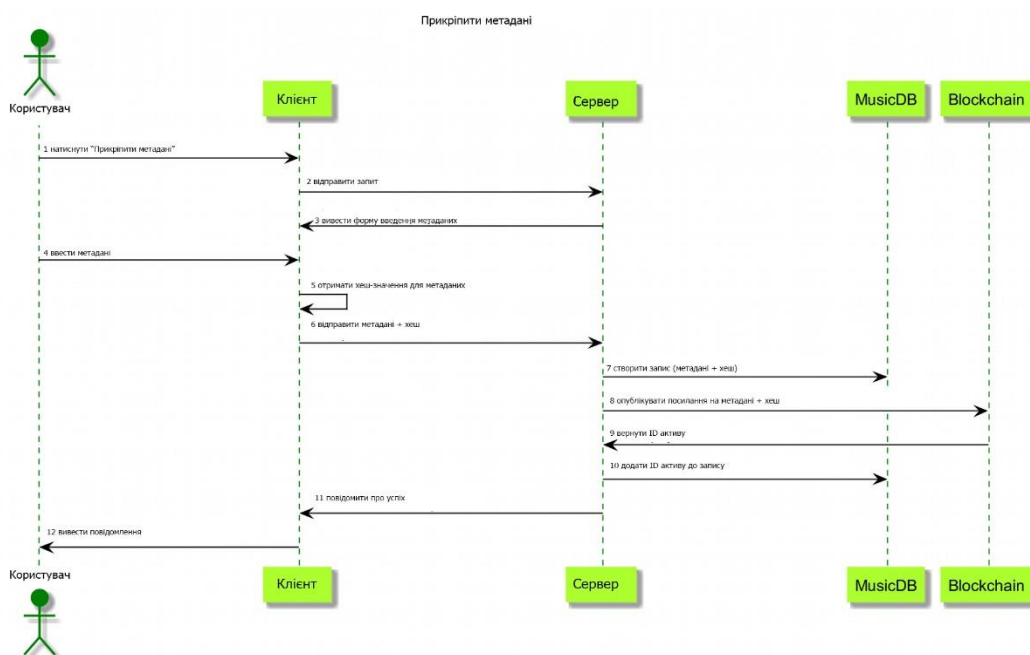 Прикріпити метадані
Користувач
Клієнт
Сервер
MusicDB
Blockchain
1 натиснути "Прикріпити метадані"
2 відправити запит
3 вивести форму введення метаданих
4 ввести метадані
5 отримати хеш-значення для метаданих
6 відправити метадані + хеш
7 створити запис (метадані + хеш)
8 опублікувати посилання на метадані + хеш
9 вернути ID активу
10 додати ID активу до запису
11 повідомити про успіх
12 вивести повідомлення
Користувач
Клієнт
Сервер
MusicDB
Blockchain